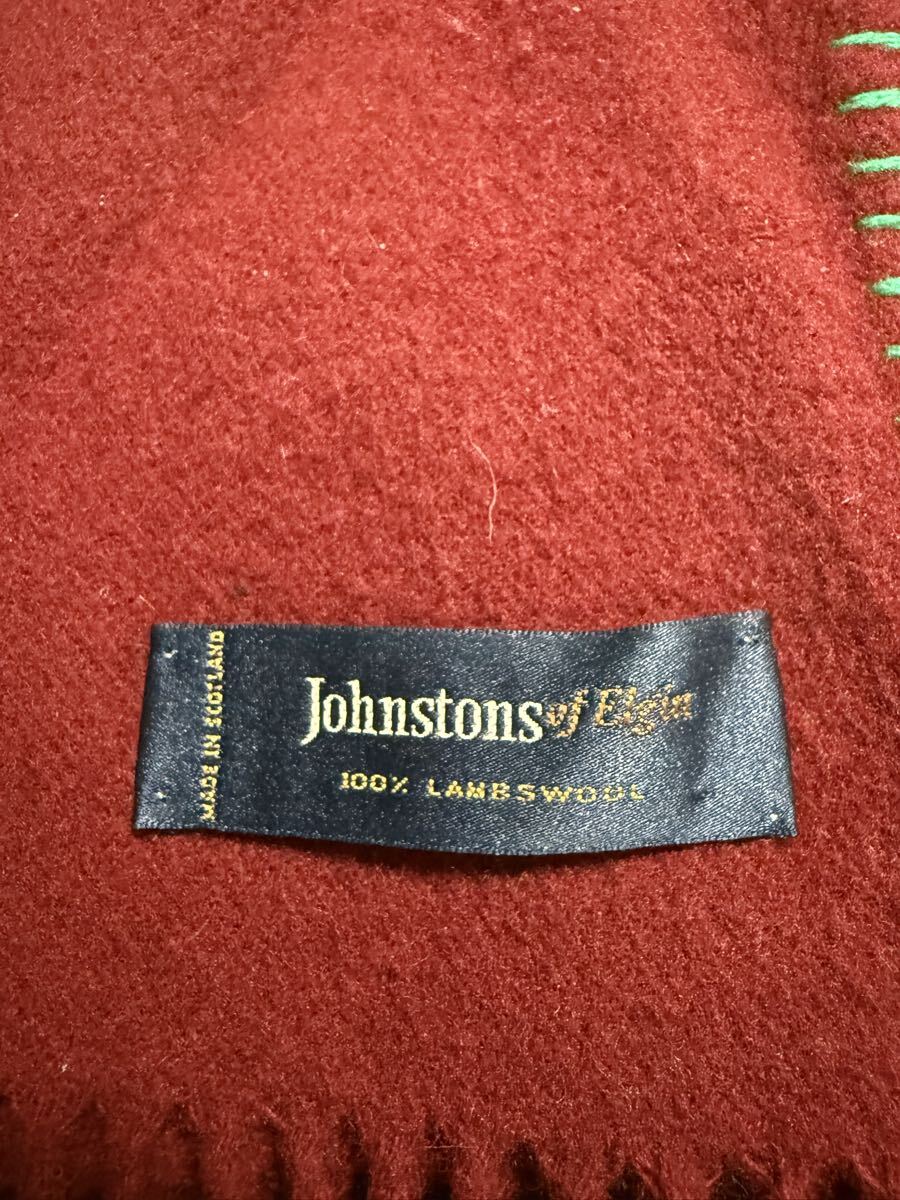 MADE IN SCOTLAND
Johnstons of Elgin
100% LAMBSWOOL